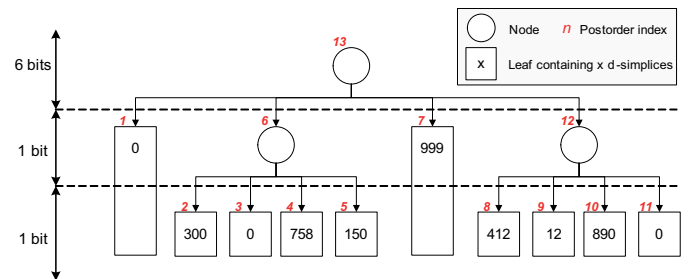 13
Node
n Postorder index
x Leaf containing x d-simplices
6 bits
1 6 7 12
0 999
1 bit
2 3 4 5 8 9 10 11
300 0 758 150 412 12 890 0
1 bit